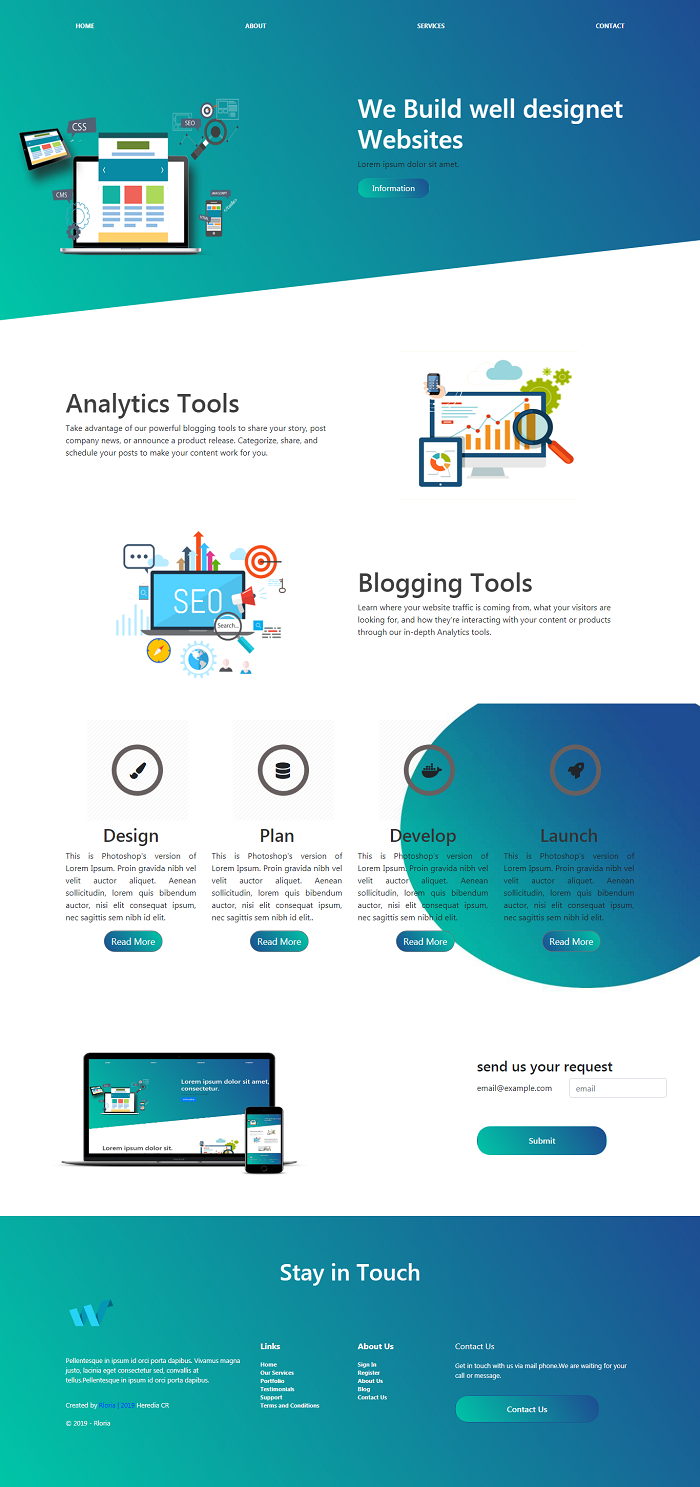 HOME
ABOUT
SERVICES
CONTACT
We Build well designet
Websites
Lorem ipsum dolor sit amet.
Information
CSS
SEO
CMS
Analytics Tools
Take advantage of our powerful blogging tools to share your story, post
company news, or announce a product release. Categorize, share, and
schedule your posts to make your content work for you.
SEO
Search...
Blogging Tools
Learn where your website traffic is coming from, what your visitors are
looking for, and how they're interacting with your content or products
through our in-depth Analytics tools.
Design
This is Photoshop's version of
Lorem Ipsum. Proin gravida nibh vel
velit auctor aliquet. Aenean
sollicitudin, lorem quis bibendum
auctor, nisi elit consequat ipsum,
nec sagittis sem nibh id elit.
Read More
Plan
This is Photoshop's version of
Lorem Ipsum. Proin gravida nibh vel
velit auctor aliquet. Aenean
sollicitudin, lorem quis bibendum
auctor, nisi elit consequat ipsum,
nec sagittis sem nibh id elit..
Read More
Develop
This is Photoshop's version of
Lorem Ipsum. Proin gravida nibh vel
velit auctor aliquet. Aenean
sollicitudin, lorem quis bibendum
auctor, nisi elit consequat ipsum,
nec sagittis sem nibh id elit.
Read More
Launch
This is Photoshop's version of
Lorem Ipsum. Proin gravida nibh vel
velit auctor aliquet. Aenean
sollicitudin, lorem quis bibendum
auctor, nisi elit consequat ipsum,
nec sagittis sem nibh id elit.
Read More
Lorem ipsum dolor sit amet,
consectetur.
Lorem ipsum dolor sit.
send us your request
email@example.com
email
Submit
Stay in Touch
Pellentesque in ipsum id orci porta dapibus. Vivamus magna
justo, lacinia eget consectetur sed, convallis at
tellus.Pellentesque in ipsum id orci porta dapibus.
Created by Rloria | 2019 Heredia CR
© 2019 - Rloria
Links
Home
Our Services
Portfolio
Testimonials
Support
Terms and Conditions
About Us
Sign In
Register
About Us
Blog
Contact Us
Contact Us
Get in touch with us via mail phone.We are waiting for your
call or message.
Contact Us